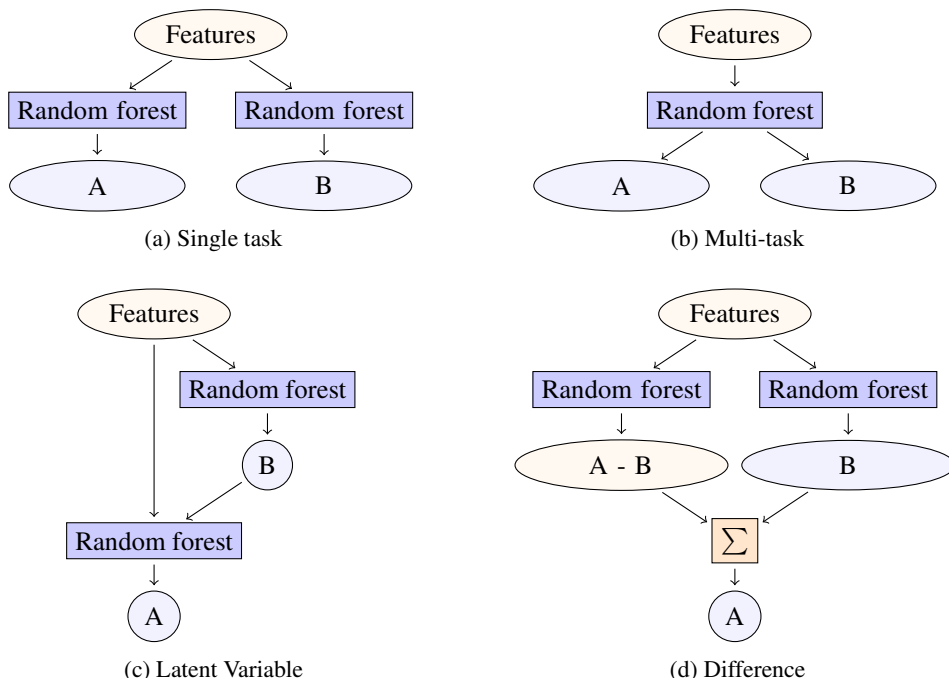 Features
Random forest
Random forest
A
B
(a) Single task
Features
Random forest
A
B
(b) Multi-task
Features
Random forest
B
Random forest
A
(c) Latent Variable
Features
Random forest
Random forest
A - B
B
∑
A
(d) Difference